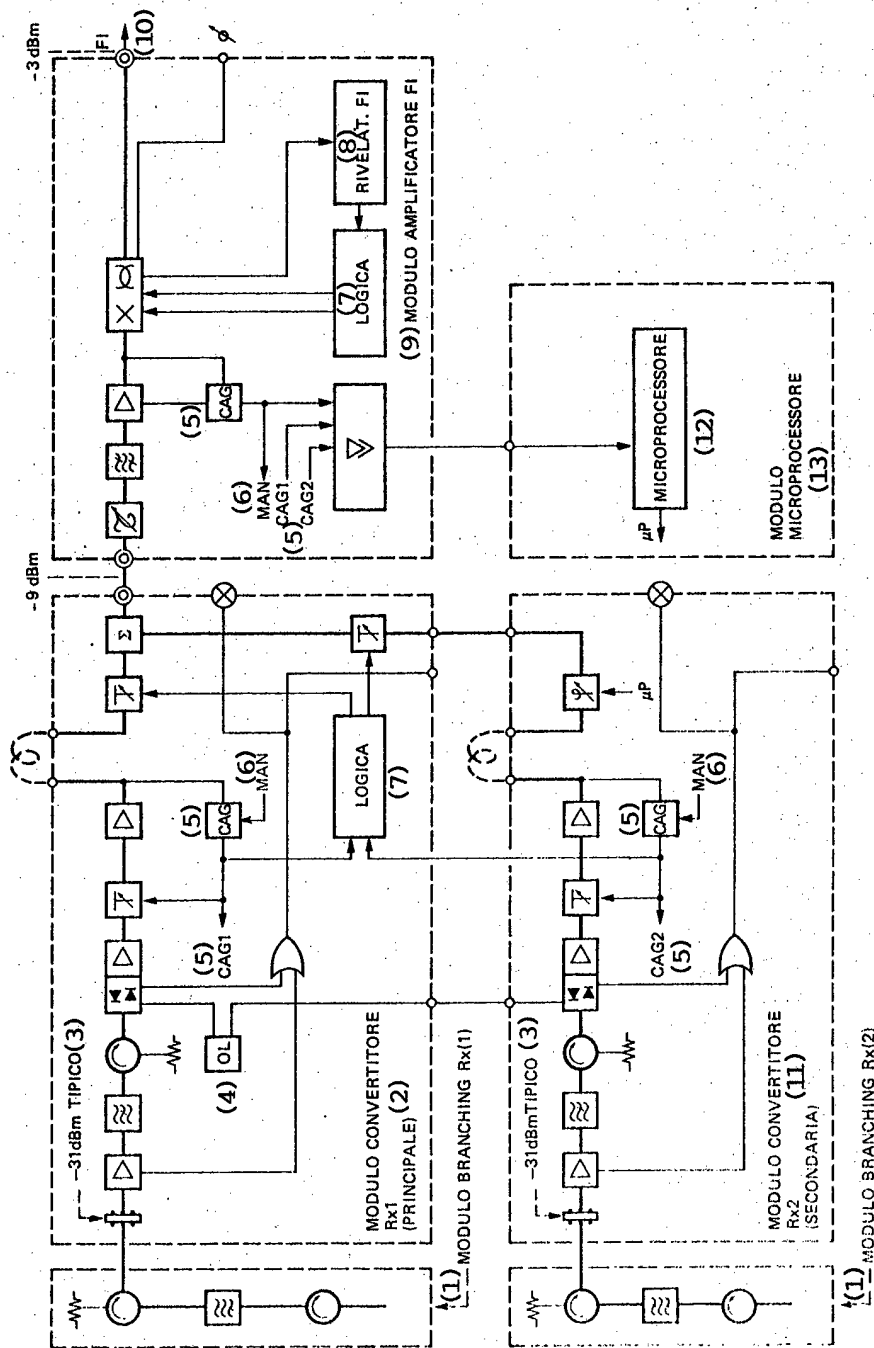 -3 dBm
FI
(10)
(8)
RIVELAT. FI
(7)
LOGICA
(9) MODULO AMPLIFICATORE FI
(5)
CAG
(6)
MAN
CAG1
(5)
CAG2
-9 dBm
Σ
(5)
CAG
(6)
MAN
LOGICA
(7)
(5)
CAG1
-31dBm TIPICO (3)
OL
(4)
MODULO CONVERTITORE
Rx1 (2)
(PRINCIPALE)
(1) MODULO BRANCHING Rx(1)
MICROPROCESSORE
(12)
μP
MODULO
MICROPROCESSORE
(13)
φ
μP
(5)
CAG
(6)
MAN
CAG2
(5)
-31dBm TIPICO (3)
MODULO CONVERTITORE
Rx2 (11)
(SECONDARIA)
(1) MODULO BRANCHING Rx(2)